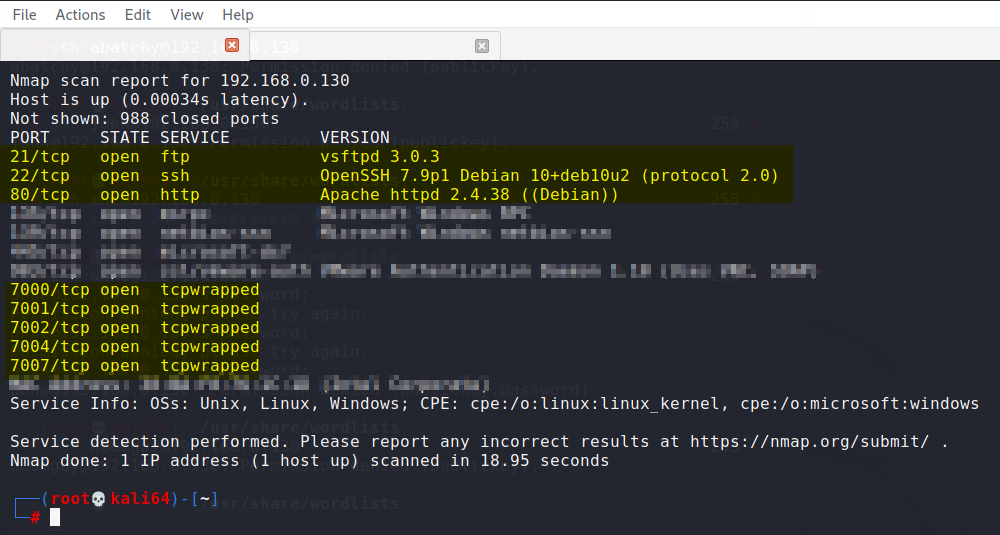 File Actions Edit View Help
ssh abatchy@192.168.0.130
Nmap scan report for 192.168.0.130
Host is up (0.00034s latency).
Not shown: 988 closed ports
PORT STATE SERVICE VERSION
21/tcp open ftp vsftpd 3.0.3
22/tcp open ssh OpenSSH 7.9p1 Debian 10+deb10u2 (protocol 2.0)
80/tcp open http Apache httpd 2.4.38 ((Debian))
7000/tcp open tcpwrapped
7001/tcp open tcpwrapped
7002/tcp open tcpwrapped
7004/tcp open tcpwrapped
7007/tcp open tcpwrapped
Service Info: OSs: Unix, Linux, Windows; CPE: cpe:/o:linux:linux_kernel, cpe:/o:microsoft:windows
Service detection performed. Please report any incorrect results at https://nmap.org/submit/ .
Nmap done: 1 IP address (1 host up) scanned in 18.95 seconds
(root💀kali64)-[~]
#